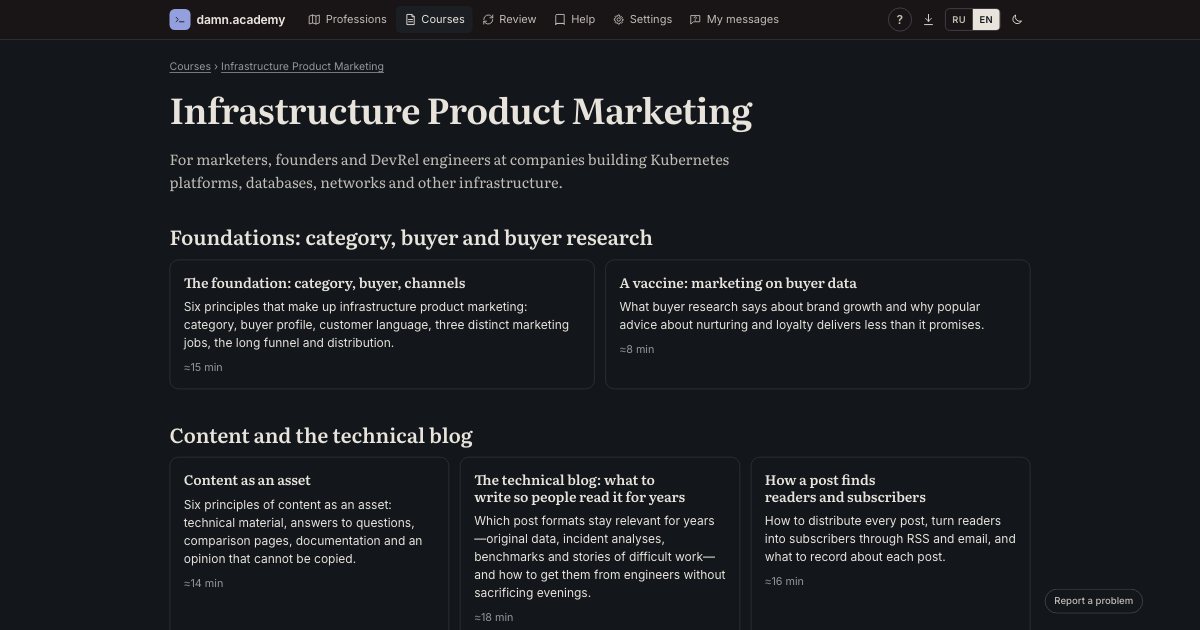 damn.academy
Professions
Courses
Review
Help
Settings
My messages
?
RU
EN
Courses › Infrastructure Product Marketing
Infrastructure Product Marketing
For marketers, founders and DevRel engineers at companies building Kubernetes
platforms, databases, networks and other infrastructure.
Foundations: category, buyer and buyer research
The foundation: category, buyer, channels
Six principles that make up infrastructure product marketing:
category, buyer profile, customer language, three distinct marketing
jobs, the long funnel and distribution.
≈15 min
A vaccine: marketing on buyer data
What buyer research says about brand growth and why popular
advice about nurturing and loyalty delivers less than it promises.
≈8 min
Content and the technical blog
Content as an asset
Six principles of content as an asset:
technical material, answers to questions,
comparison pages, documentation and an
opinion that cannot be copied.
≈14 min
The technical blog: what to
write so people read it for years
Which post formats stay relevant for years
—original data, incident analyses,
benchmarks and stories of difficult work—
and how to get them from engineers without
sacrificing evenings.
≈18 min
How a post finds
readers and subscribers
How to distribute every post, turn readers
into subscribers through RSS and email, and
what to record about each post.
≈16 min
Report a problem